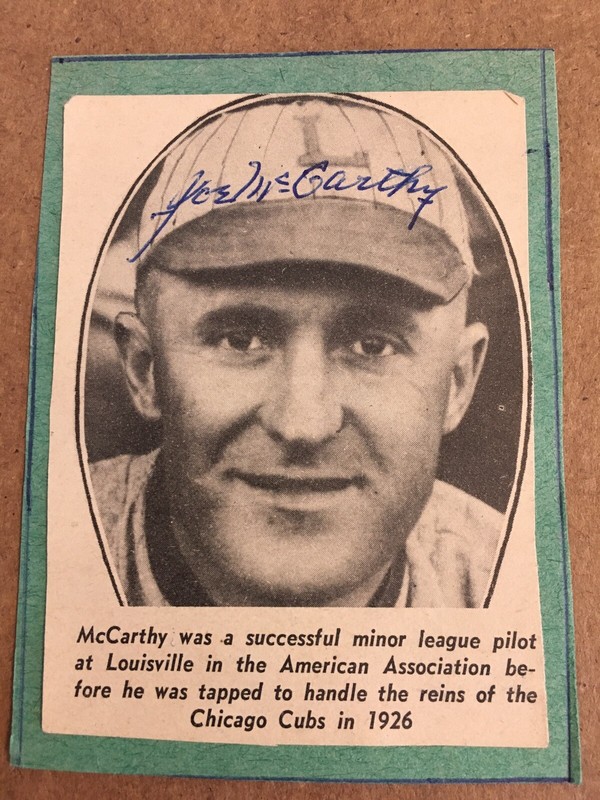 L
Joe McCarthy
McCarthy was a successful minor league pilot
at Louisville in the American Association be-
fore he was tapped to handle the reins of the
Chicago Cubs in 1926